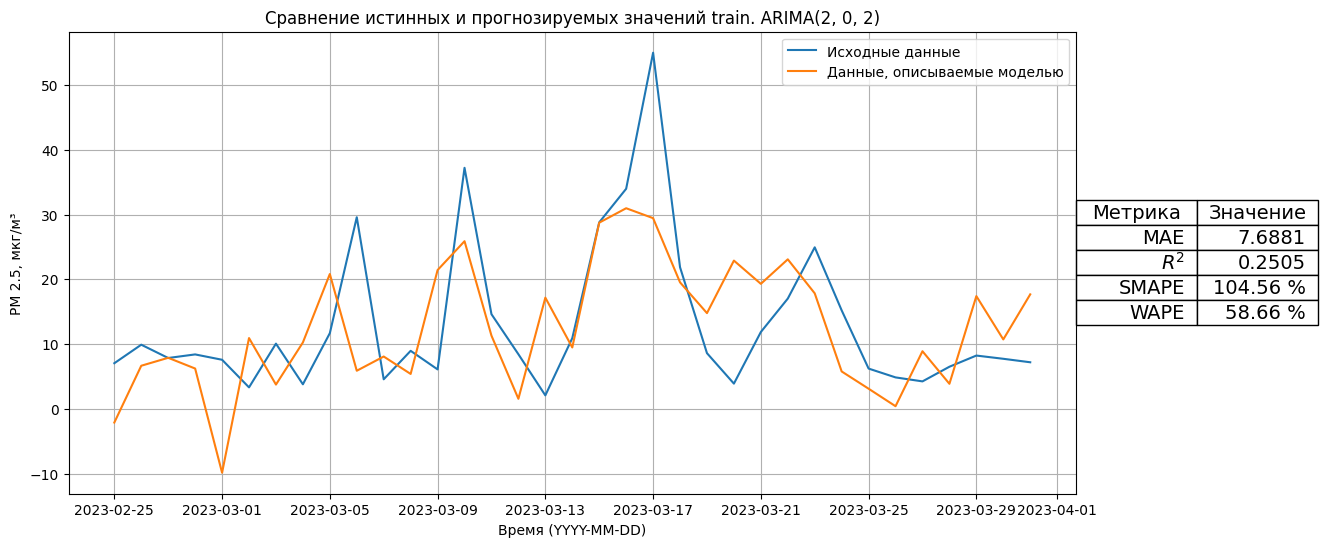 Сравнение истинных и прогнозируемых значений train. ARIMA(2, 0, 2)
Исходные данные
Данные, описываемые моделью
PM 2.5, мкг/м³
50
40
30
20
10
0
−10
2023-02-25 2023-03-01 2023-03-05 2023-03-09 2023-03-13 2023-03-17 2023-03-21 2023-03-25 2023-03-29 2023-04-01
Время (YYYY-MM-DD)
Метрика Значение
MAE 7.6881
R² 0.2505
SMAPE 104.56 %
WAPE 58.66 %